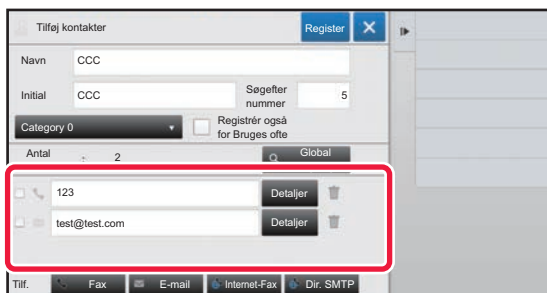 Tilføj kontakter Register
Navn CCC
Initial CCC Søgefter nummer 5
Category 0 Registrér også for Bruges ofte
Antal : 2 Global
123 Detaljer
test@test.com Detaljer
Tilf. Fax E-mail Internet-Fax Dir. SMTP